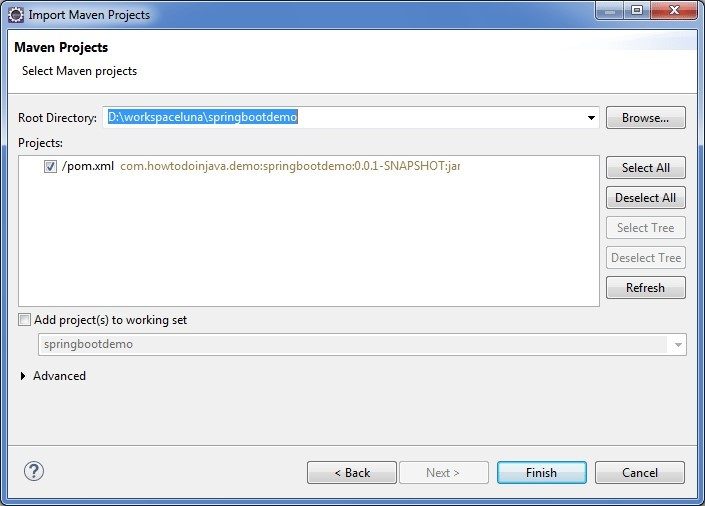 Import Maven Projects
Maven Projects
Select Maven projects
Root Directory: D:\workspaceluna\springbootdemo Browse...
Projects:
/pom.xml com.howtodoinjava.demo:springbootdemo:0.0.1-SNAPSHOT:jar
Select All
Deselect All
Select Tree
Deselect Tree
Refresh
Add project(s) to working set
springbootdemo
Advanced
? < Back Next > Finish Cancel